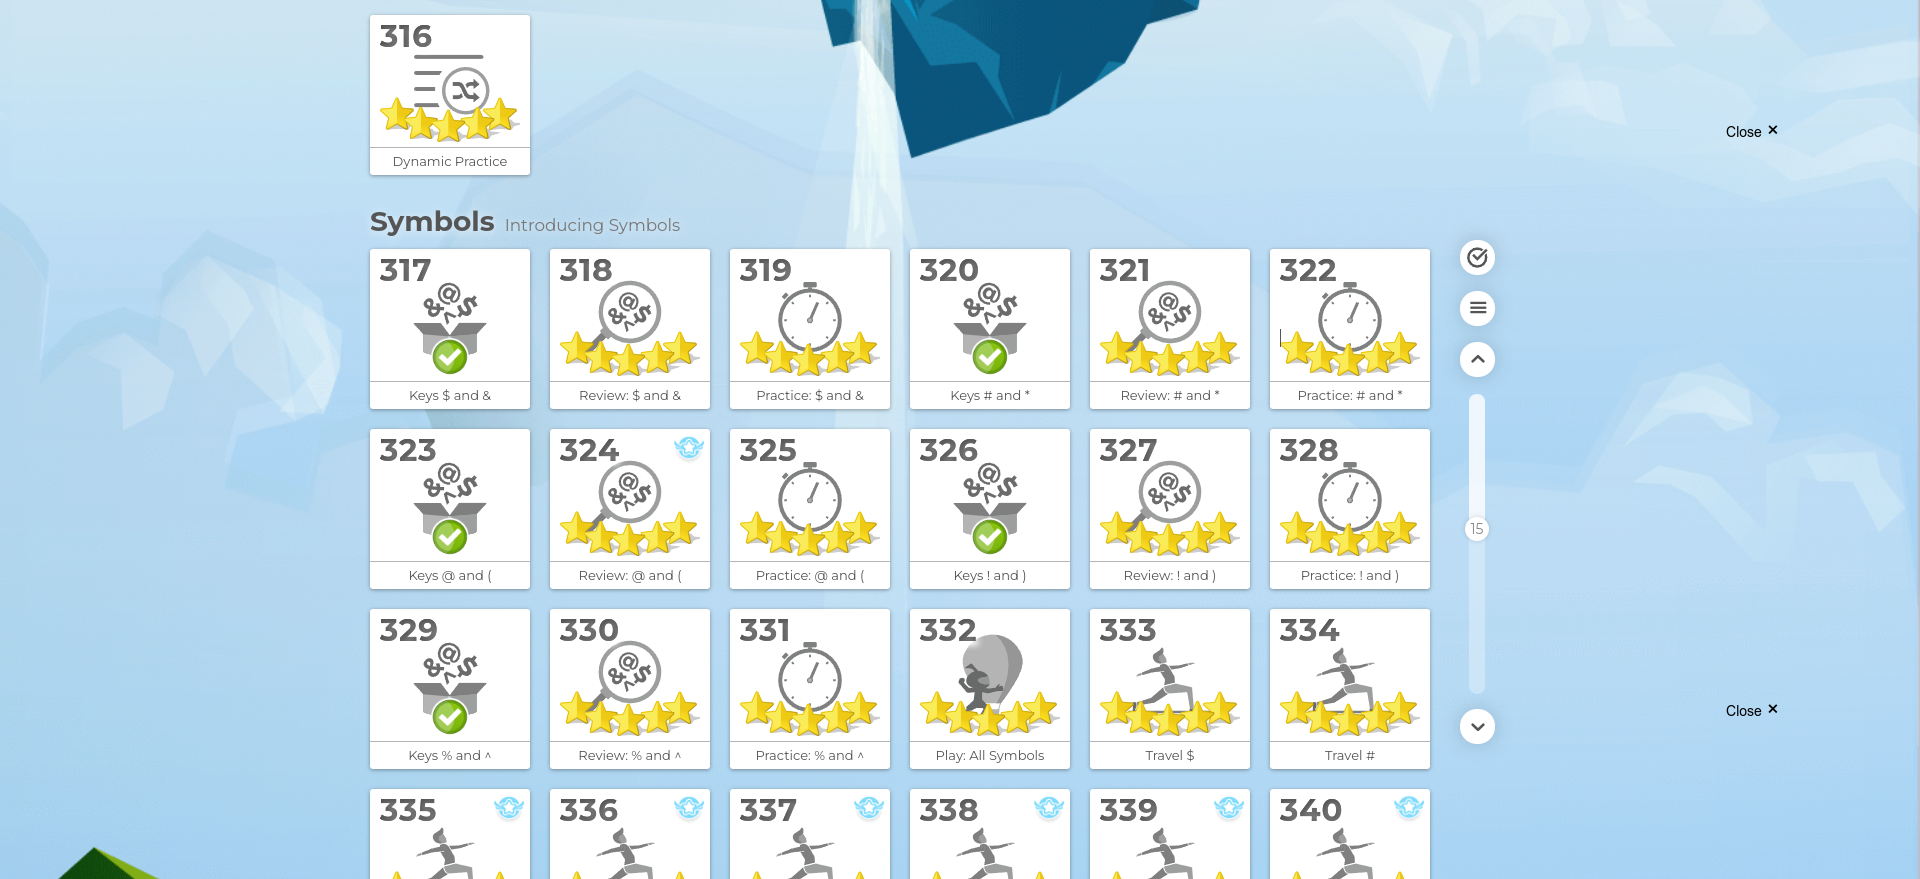 316
Dynamic Practice
Close ×
Symbols Introducing Symbols
317 318 319 320 321 322
Keys $ and & Review: $ and & Practice: $ and & Keys # and * Review: # and * Practice: # and *
323 324 325 326 327 328
Keys @ and ( Review: @ and ( Practice: @ and ( Keys ! and ) Review: ! and ) Practice: ! and )
15
329 330 331 332 333 334
Keys % and ^ Review: % and ^ Practice: % and ^ Play: All Symbols Travel $ Travel #
Close ×
335 336 337 338 339 340